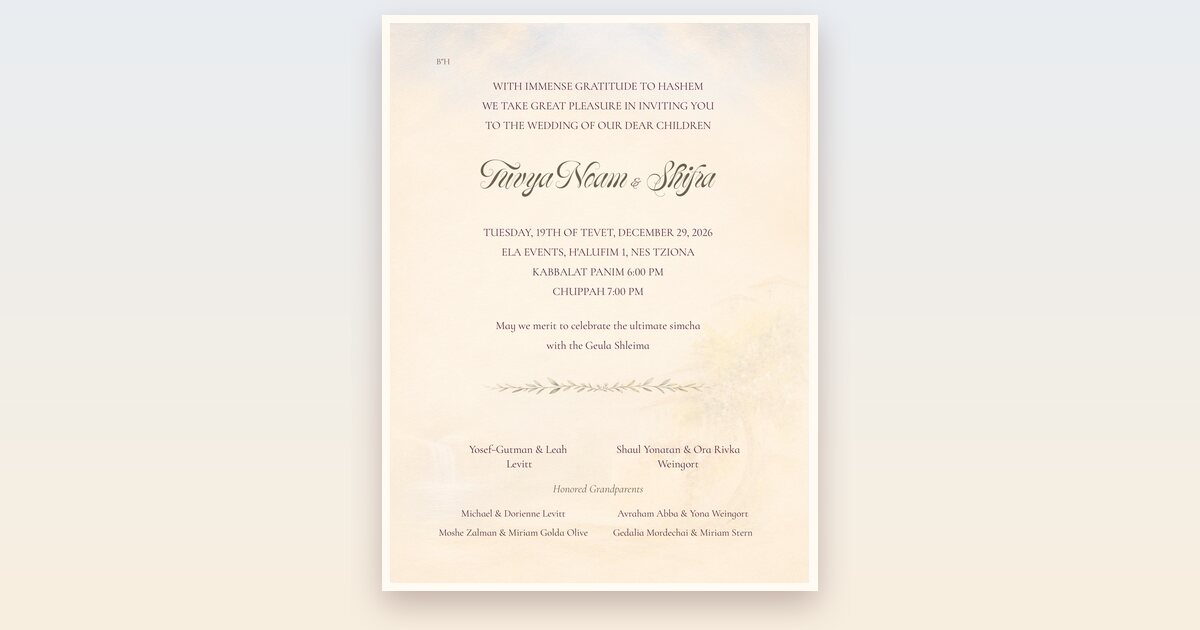 B"H
WITH IMMENSE GRATITUDE TO HASHEM
WE TAKE GREAT PLEASURE IN INVITING YOU
TO THE WEDDING OF OUR DEAR CHILDREN
Tuvya Noam & Shifra
TUESDAY, 19TH OF TEVET, DECEMBER 29, 2026
ELA EVENTS, H'ALUFIM 1, NES TZIONA
KABBALAT PANIM 6:00 PM
CHUPPAH 7:00 PM
May we merit to celebrate the ultimate simcha
with the Geula Shleima
Yosef-Gutman & Leah
Levitt
Shaul Yonatan & Ora Rivka
Weingort
Honored Grandparents
Michael & Dorienne Levitt
Moshe Zalman & Miriam Golda Olive
Avraham Abba & Yona Weingort
Gedalia Mordechai & Miriam Stern